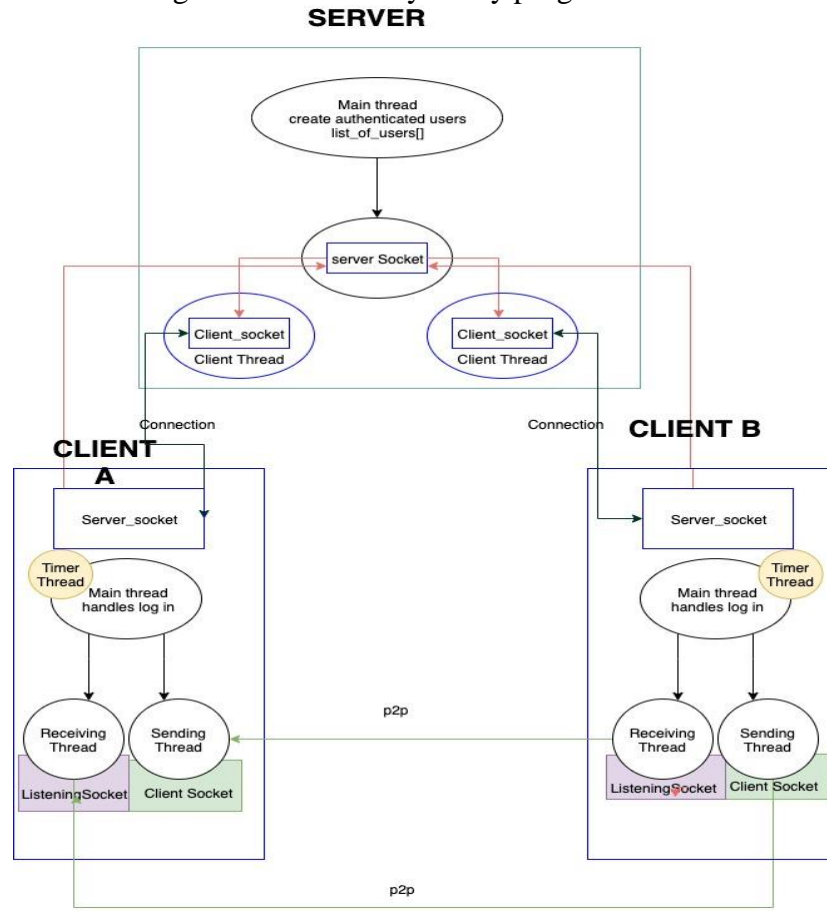 SERVER
Main thread
create authenticated users
list_of_users[]
server Socket
Client_socket
Client Thread
Client_socket
Client Thread
Connection
Connection
CLIENT
A
CLIENT B
Server_socket
Server_socket
Timer
Thread
Main thread
handles log in
Main thread
handles log in
Timer
Thread
p2p
Receiving
Thread
Sending
Thread
Receiving
Thread
Sending
Thread
ListeningSocket
Client Socket
ListeningSocket
Client Socket
p2p